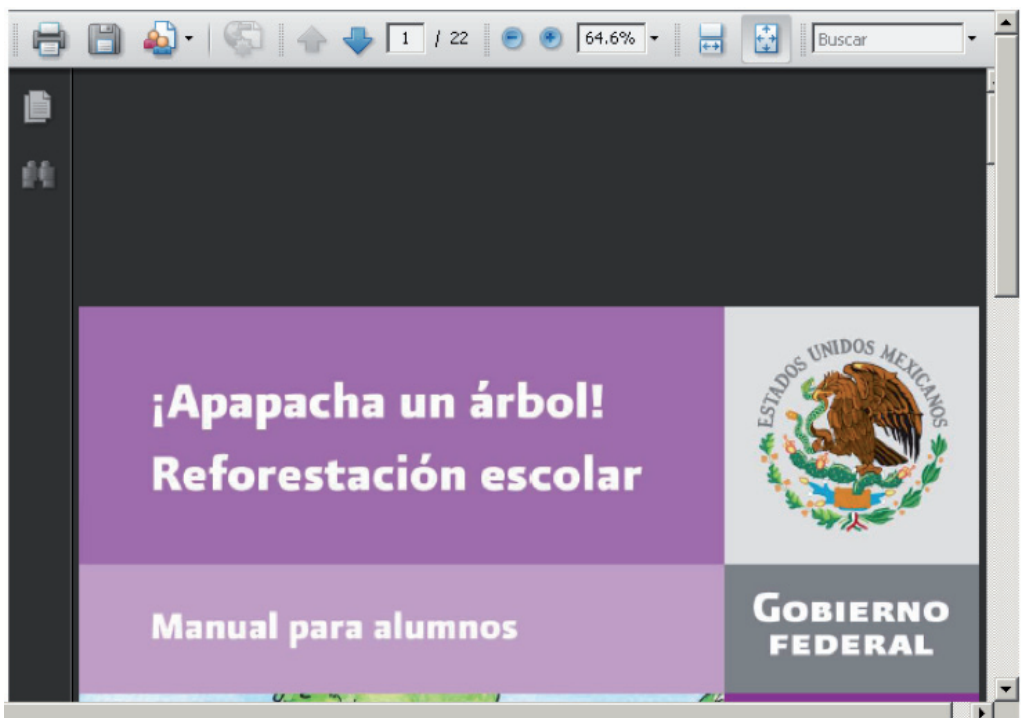 1 / 22 64.6% Buscar
¡Apapacha un árbol!
Reforestación escolar
ESTADOS UNIDOS MEXICANOS
Manual para alumnos
GOBIERNO
FEDERAL